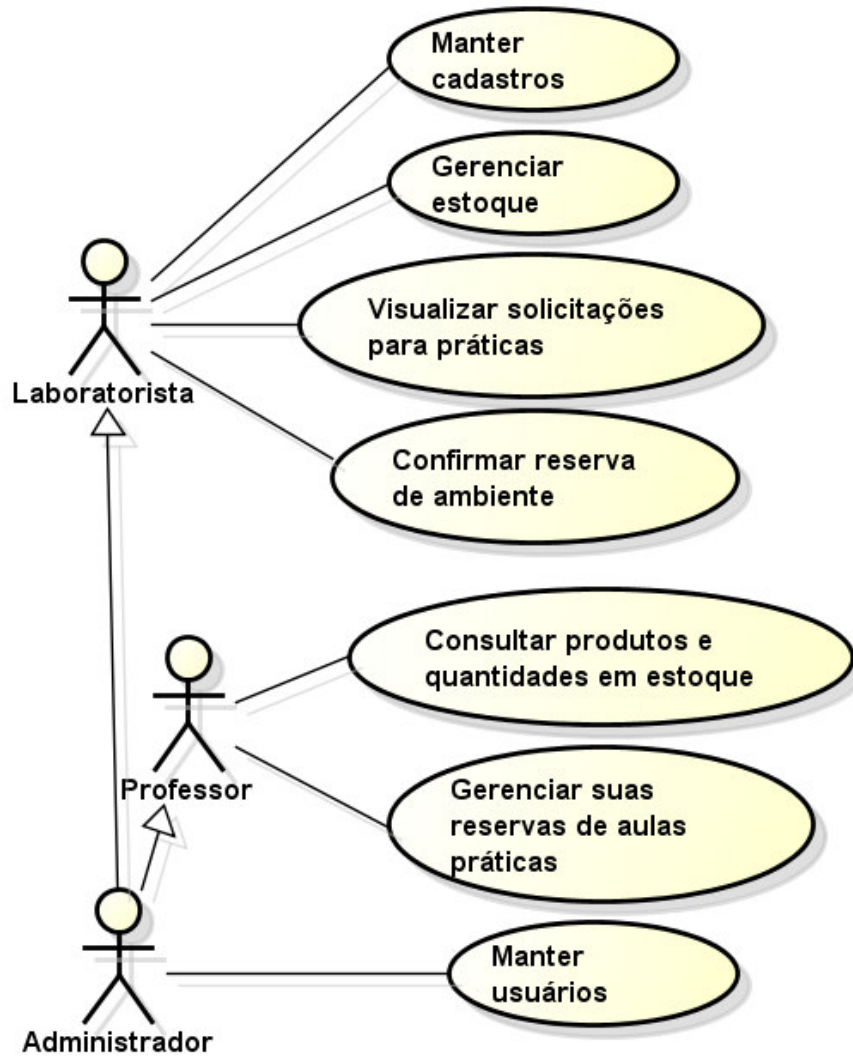 Manter
cadastros
Gerenciar
estoque
Visualizar solicitações
para práticas
Laboratorista
Confirmar reserva
de ambiente
Consultar produtos e
quantidades em estoque
Professor
Gerenciar suas
reservas de aulas
práticas
Manter
usuários
Administrador